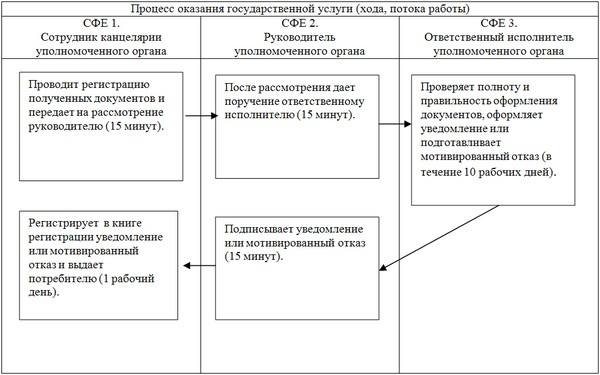 Процесс оказания государственной услуги (хода, потока работы)
СФЕ 1.
Сотрудник канцелярии
уполномоченного органа
СФЕ 2.
Руководитель
уполномоченного органа
СФЕ 3.
Ответственный исполнитель
уполномоченного органа
Проводит регистрацию
полученных документов и
передает на рассмотрение
руководителю (15 минут).
После рассмотрения дает
поручение ответственному
исполнителю (15 минут).
Проверяет полноту и
правильность оформления
документов, оформляет
уведомление или
подготавливает
мотивированный отказ (в
течение 10 рабочих дней).
Регистрирует в книге
регистрации уведомление
или мотивированный
отказ и выдает
потребителю (1 рабочий
день).
Подписывает уведомление
или мотивированный отказ
(15 минут).